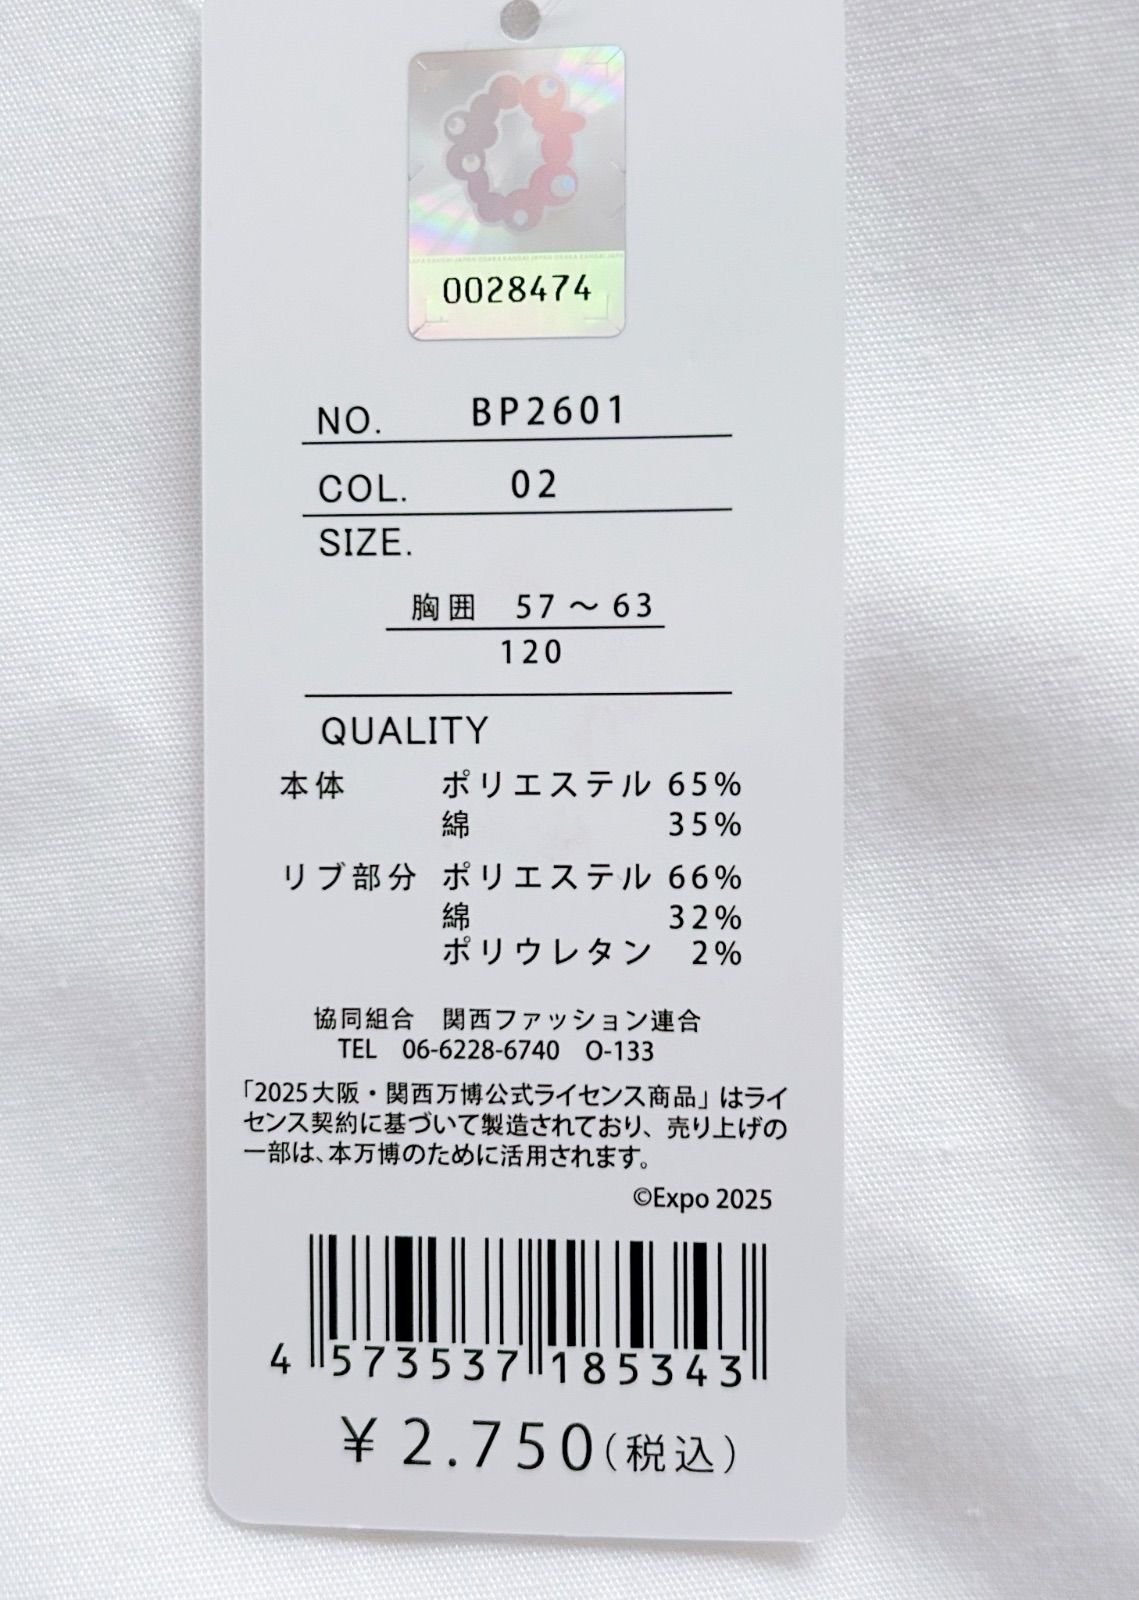 0028474
NO. BP2601
COL. 02
SIZE.
胸囲 57～63
120
QUALITY
本体 ポリエステル 65%
綿 35%
リブ部分 ポリエステル 66%
綿 32%
ポリウレタン 2%
協同組合 関西ファッション連合
TEL 06-6228-6740 O-133
「2025大阪・関西万博公式ライセンス商品」はライ
センス契約に基づいて製造されており、売り上げの
一部は、本万博のために活用されます。
©Expo 2025
4 573537 185343
¥ 2.750(税込)